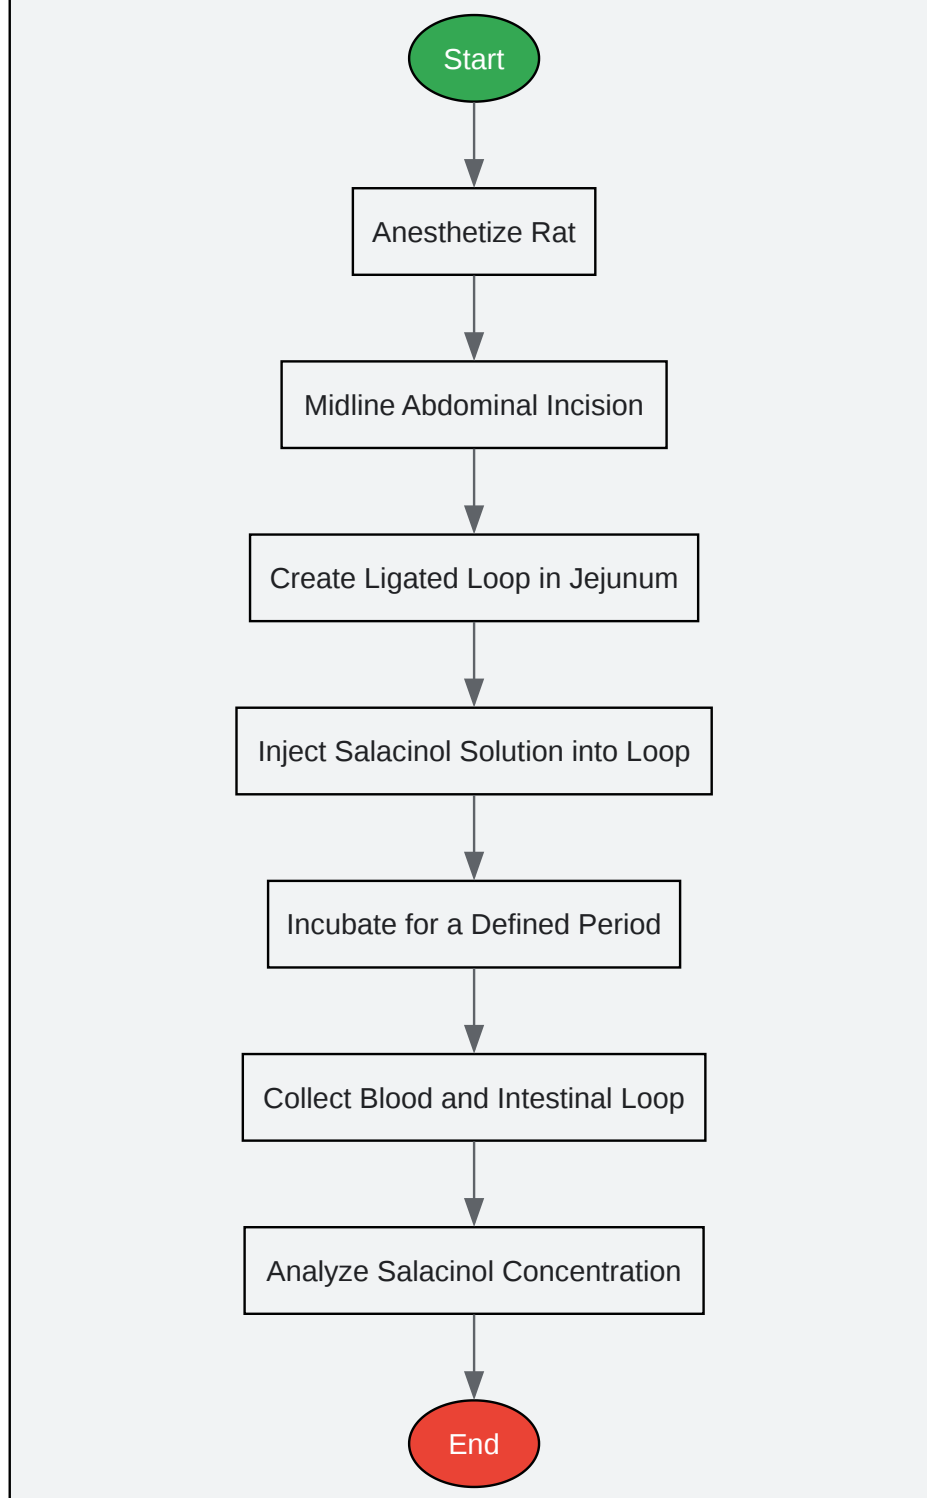 Start
Anesthetize Rat
Midline Abdominal Incision
Create Ligated Loop in Jejunum
Inject Salacinol Solution into Loop
Incubate for a Defined Period
Collect Blood and Intestinal Loop
Analyze Salacinol Concentration
End